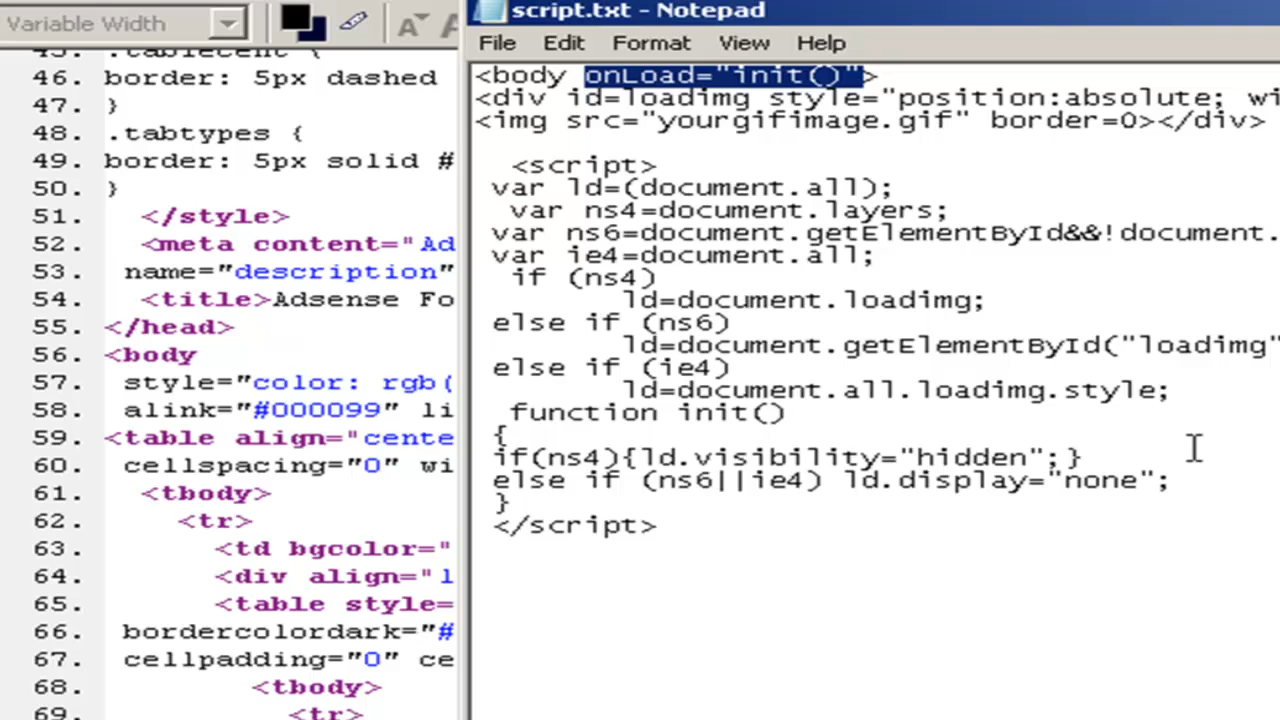 Variable Width
45. .tablecent {
46. border: 5px dashed
47. }
48. .tabtypes {
49. border: 5px solid #
50. }
51. </style>
52. <meta content="Ad
53. name="description"
54. <title>Adsense Fo
55. </head>
56. <body
57. style="color: rgb(
58. alink="#000099" li
59. <table align="cente
60. cellspacing="0" wi
61. <tbody>
62. <tr>
63. <td bgcolor="
64. <div align="l
65. <table style=
66. bordercolordark="#
67. cellpadding="0" ce
68. <tbody>
69. <tr>
script.txt - Notepad
File Edit Format View Help
<body onLoad="init()">
<div id=loadimg style="position:absolute; wi
<img src="yourgifimage.gif" border=0></div>
<script>
var ld=(document.all);
var ns4=document.layers;
var ns6=document.getElementById&&!document.
var ie4=document.all;
if (ns4)
ld=document.loadimg;
else if (ns6)
ld=document.getElementById("loadimg"
else if (ie4)
ld=document.all.loadimg.style;
function init()
{
if(ns4){ld.visibility="hidden";}
else if (ns6||ie4) ld.display="none";
}
</script>